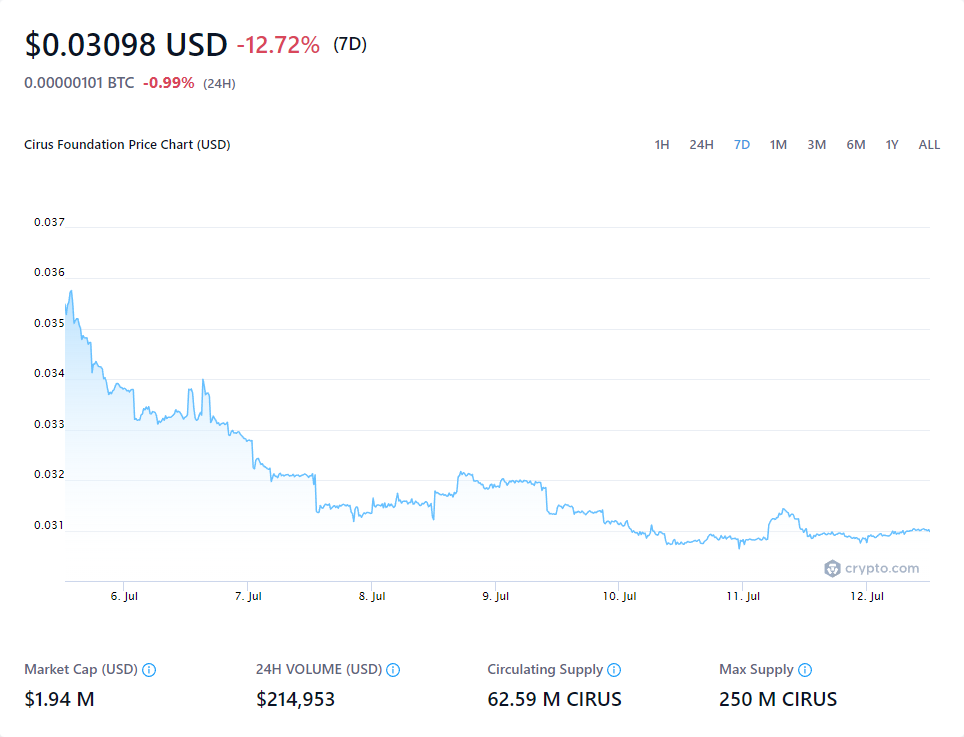 $0.03098 USD -12.72% (7D)
0.00000101 BTC -0.99% (24H)
Cirus Foundation Price Chart (USD) 1H 24H 7D 1M 3M 6M 1Y ALL
0.037
0.036
0.035
0.034
0.033
0.032
0.031
crypto.com
6. Jul 7. Jul 8. Jul 9. Jul 10. Jul 11. Jul 12. Jul
Market Cap (USD) 24H VOLUME (USD) Circulating Supply Max Supply
$1.94 M $214,953 62.59 M CIRUS 250 M CIRUS